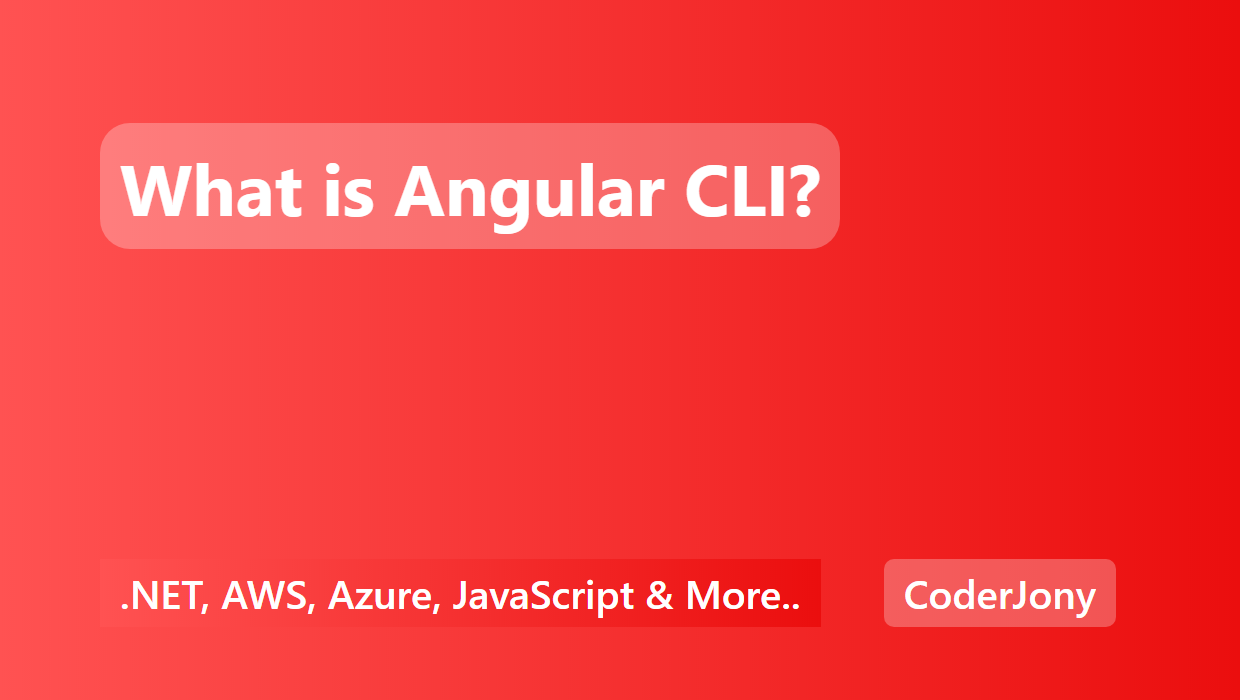 What is Angular CLI?
.NET, AWS, Azure, JavaScript & More..
CoderJony